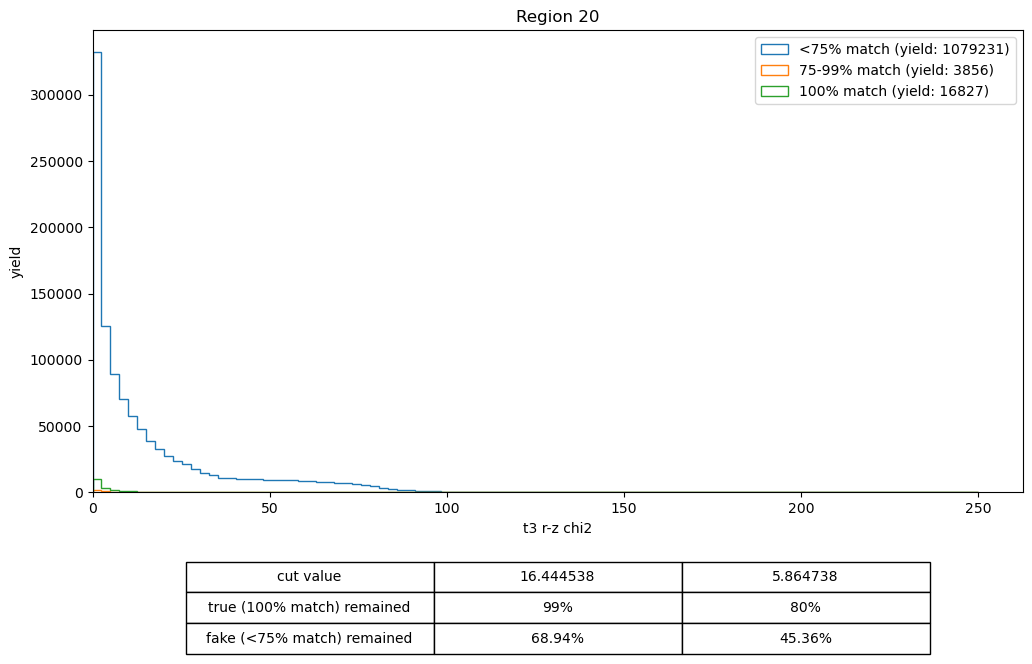 Region 20
<75% match (yield: 1079231)
75-99% match (yield: 3856)
100% match (yield: 16827)
yield
300000
250000
200000
150000
100000
50000
0
0 50 100 150 200 250
t3 r-z chi2
cut value 16.444538 5.864738
true (100% match) remained 99% 80%
fake (<75% match) remained 68.94% 45.36%